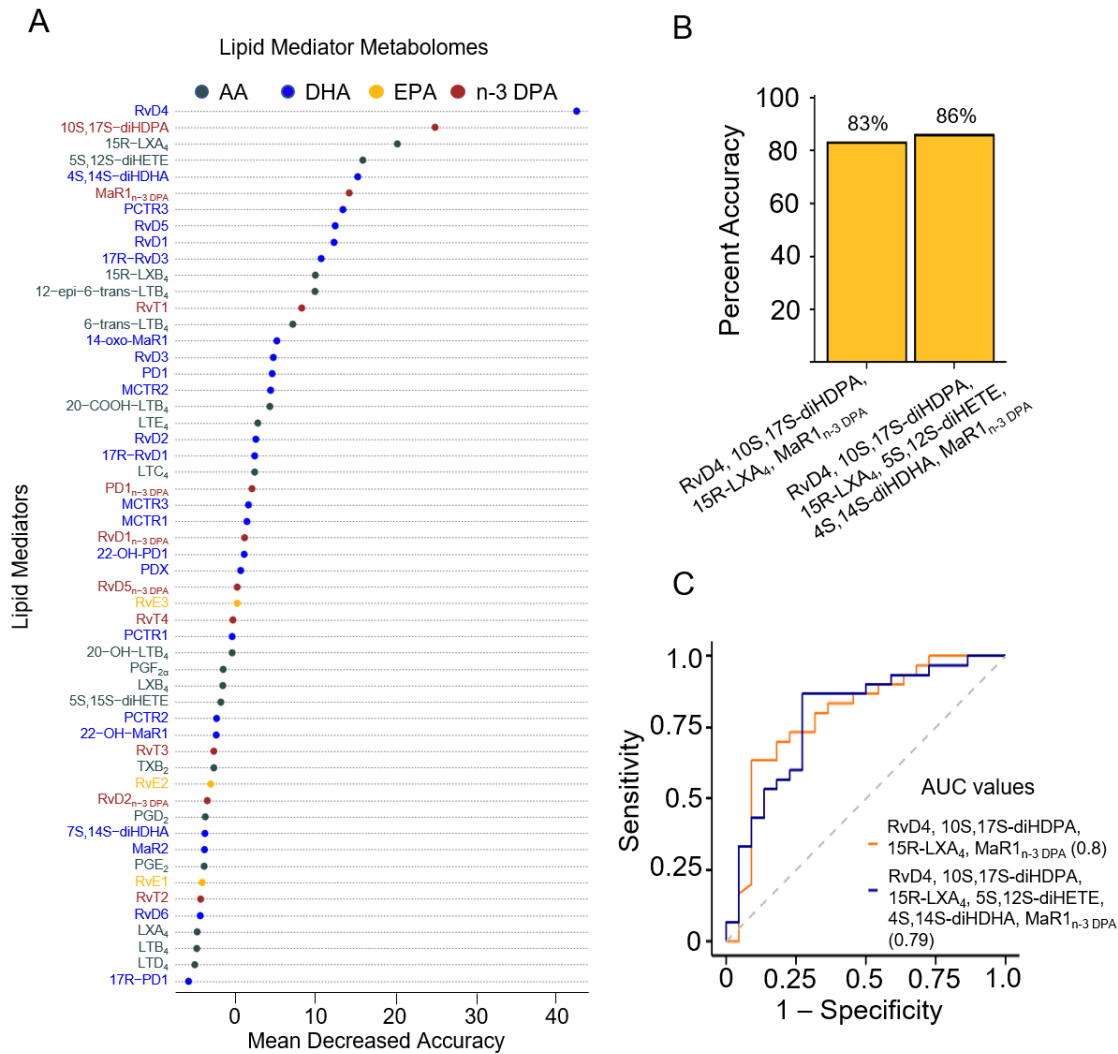 A
Lipid Mediator Metabolomes
AA DHA EPA n-3 DPA
RvD4
10S,17S-diHDPA
15R−LXA4
5S,12S-diHETE
4S,14S-diHDHA
MaR1n−3 DPA
PCTR3
RvD5
RvD1
17R-RvD3
15R−LXB4
12-epi-6-trans-LTB4
RvT1
6-trans-LTB4
14-oxo-MaR1
RvD3
PD1
MCTR2
20-COOH-LTB4
LTE4
RvD2
17R-RvD1
LTC4
PD1n−3 DPA
MCTR3
MCTR1
RvD1n−3 DPA
22-OH-PD1
PDX
RvD5n−3 DPA
RvE3
RvT4
PCTR1
20-OH-LTB4
PGF2α
LXB4
5S,15S-diHETE
PCTR2
22−OH-MaR1
RvT3
TXB2
RvE2
RvD2n−3 DPA
PGD2
7S,14S−diHDHA
MaR2
PGE2
RvE1
RvT2
RvD6
LXA4
LTB4
LTD4
17R−PD1
Lipid Mediators
0 10 20 30 40
Mean Decreased Accuracy
B
Percent Accuracy
100
80
60
40
20
83%
86%
RvD4, 10S,17S-diHDPA,
15R-LXA4, MaR1n-3 DPA
RvD4, 10S,17S-diHDPA,
15R-LXA4, 5S,12S-diHETE,
4S,14S-diHDHA, MaR1n-3 DPA
C
Sensitivity
1.0
0.75
0.5
0.25
0
AUC values
RvD4, 10S,17S-diHDPA,
15R-LXA4, MaR1n-3 DPA (0.8)
RvD4, 10S,17S-diHDPA,
15R-LXA4, 5S,12S-diHETE,
4S,14S-diHDHA, MaR1n-3 DPA
(0.79)
0 0.25 0.5 0.75 1.0
1 – Specificity